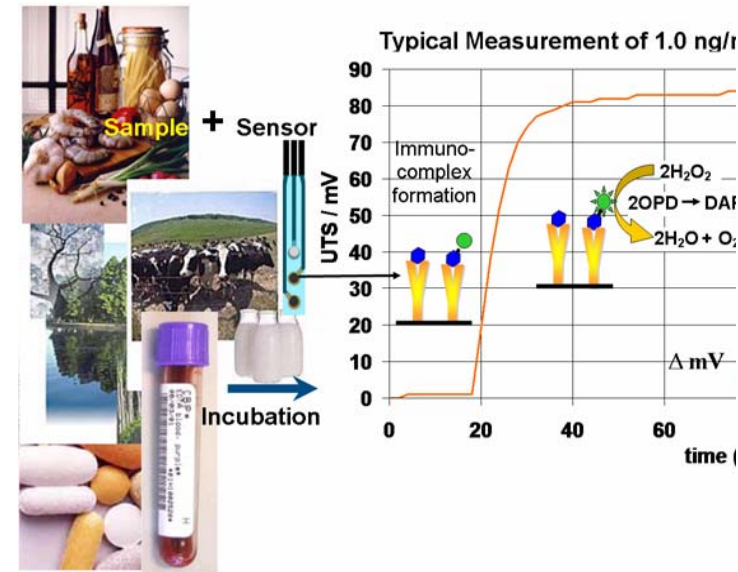 Typical Measurement of 1.0 ng/
Sample + Sensor
Immuno-
complex
formation
UTS / mV
90
80
70
60
50
40
30
20
10
0
0 20 40 60
time (
2H₂O₂
2OPD → DAP
2H₂O + O₂
Δ mV
Incubation